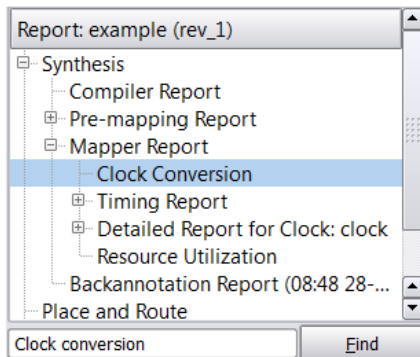 Report: example (rev_1)
Synthesis
Compiler Report
Pre-mapping Report
Mapper Report
Clock Conversion
Timing Report
Detailed Report for Clock: clock
Resource Utilization
Backannotation Report (08:48 28-...
Place and Route
Clock conversion
Find